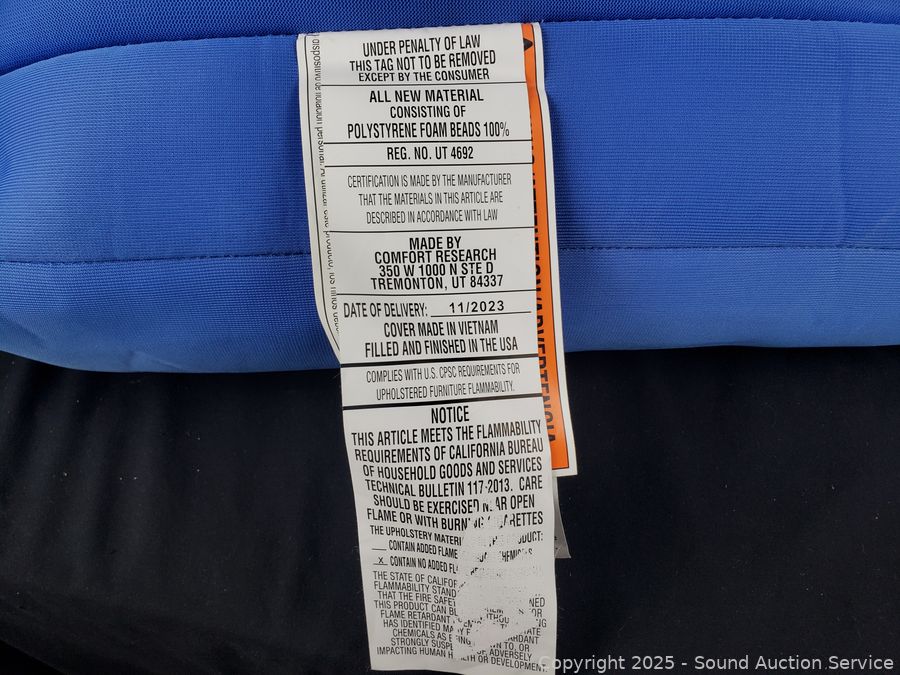 UNDER PENALTY OF LAW
THIS TAG NOT TO BE REMOVED
EXCEPT BY THE CONSUMER
ALL NEW MATERIAL
CONSISTING OF
POLYSTYRENE FOAM BEADS 100%
REG. NO. UT 4692
CERTIFICATION IS MADE BY THE MANUFACTURER
THAT THE MATERIALS IN THIS ARTICLE ARE
DESCRIBED IN ACCORDANCE WITH LAW
MADE BY
COMFORT RESEARCH
350 W 1000 N STE D
TREMONTON, UT 84337
DATE OF DELIVERY: 11/2023
COVER MADE IN VIETNAM
FILLED AND FINISHED IN THE USA
COMPLIES WITH U.S. CPSC REQUIREMENTS FOR
UPHOLSTERED FURNITURE FLAMMABILITY.
NOTICE
THIS ARTICLE MEETS THE FLAMMABILITY
REQUIREMENTS OF CALIFORNIA BUREAU
OF HOUSEHOLD GOODS AND SERVICES
TECHNICAL BULLETIN 117-2013. CARE
SHOULD BE EXERCISED OPEN
FLAME OR WITH
THE UPHOLSTERY
CONTAIN ADDED
X CONTAIN NO ADDED
THE STATE OF
FLAMMABILITY
THAT THE FIRE
THIS PRODUCT CAN
FLAME RETARDANT
HAS IDENTIFIED
CHEMICALS AS TO, OR
STRONGLY ADVERSELY
IMPACTING HUMAN OR DEVELOPMENT
Copyright 2025 - Sound Auction Service